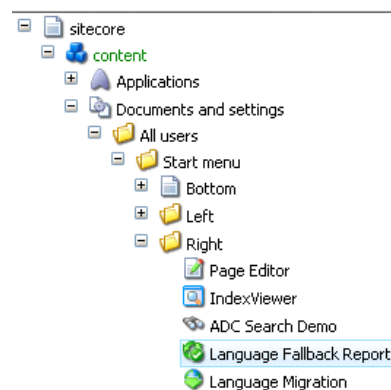 sitecore
content
Applications
Documents and settings
All users
Start menu
Bottom
Left
Right
Page Editor
IndexViewer
ADC Search Demo
Language Fallback Report
Language Migration